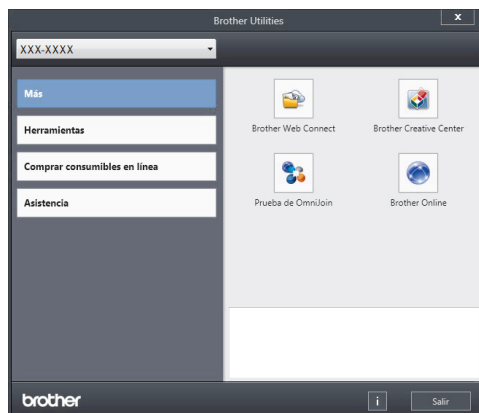 Brother Utilities
x
XXX-XXXX
Más
Herramientas
Comprar consumibles en línea
Asistencia
Brother Web Connect
Brother Creative Center
Prueba de OmniJoin
Brother Online
brother
i
Salir